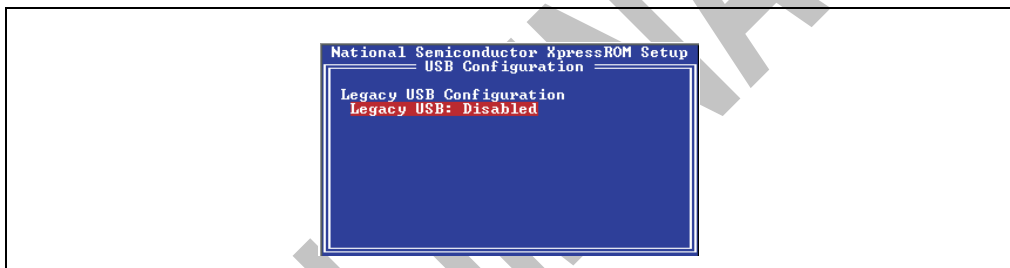 National Semiconductor XpressROM Setup
USB Configuration
Legacy USB Configuration
Legacy USB: Disabled